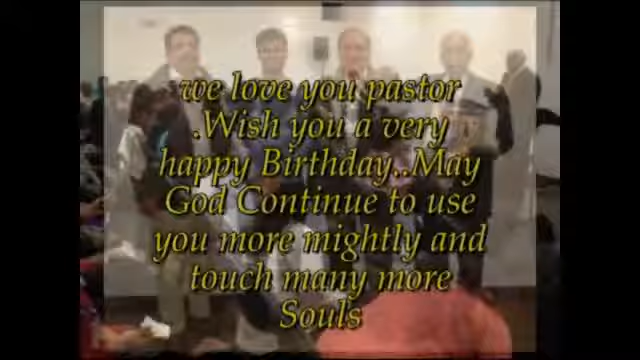 we love you pastor
.Wish you a very
happy Birthday..May
God Continue to use
you more mightly and
touch many more
Souls